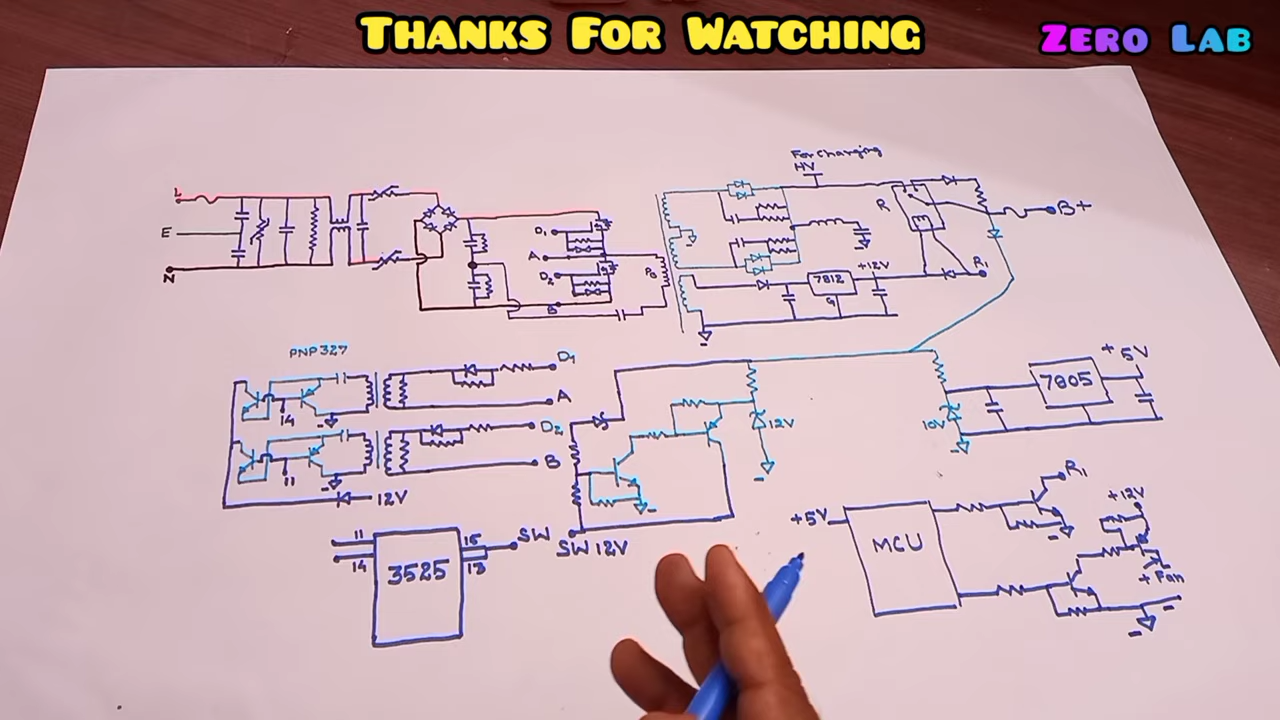 THANKS FOR WATCHING
ZERO LAB
For Charging
HV
L
E
N
D1
A
D2
B
R
B+
7812
G
+12V
R1
PNP327
14
11
D1
A
D2
B
12V
12V
10V
7805
+5V
11
14
3525
15
13
SW
SW 12V
+5V
MCU
R1
+12V
+Fan